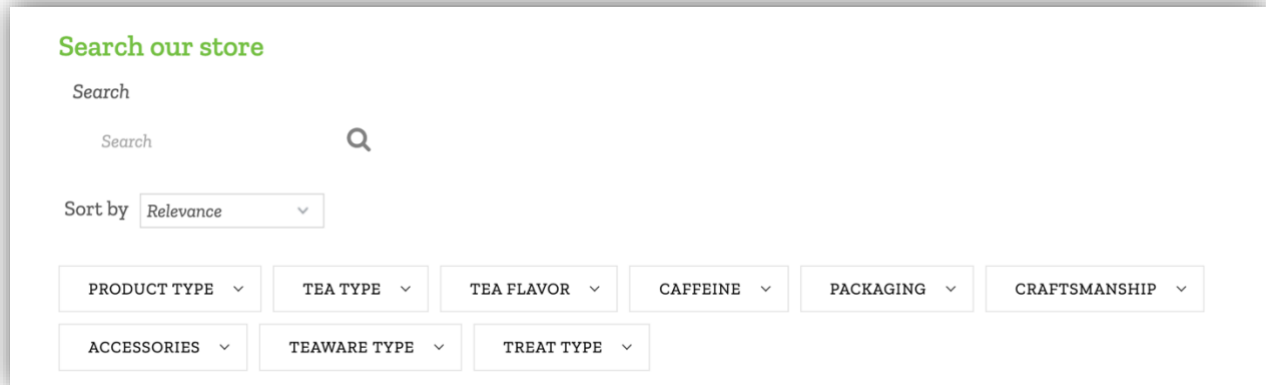 Search our store
Search
Search
Sort by Relevance
PRODUCT TYPE TEA TYPE TEA FLAVOR CAFFEINE PACKAGING CRAFTSMANSHIP
ACCESSORIES TEAWARE TYPE TREAT TYPE